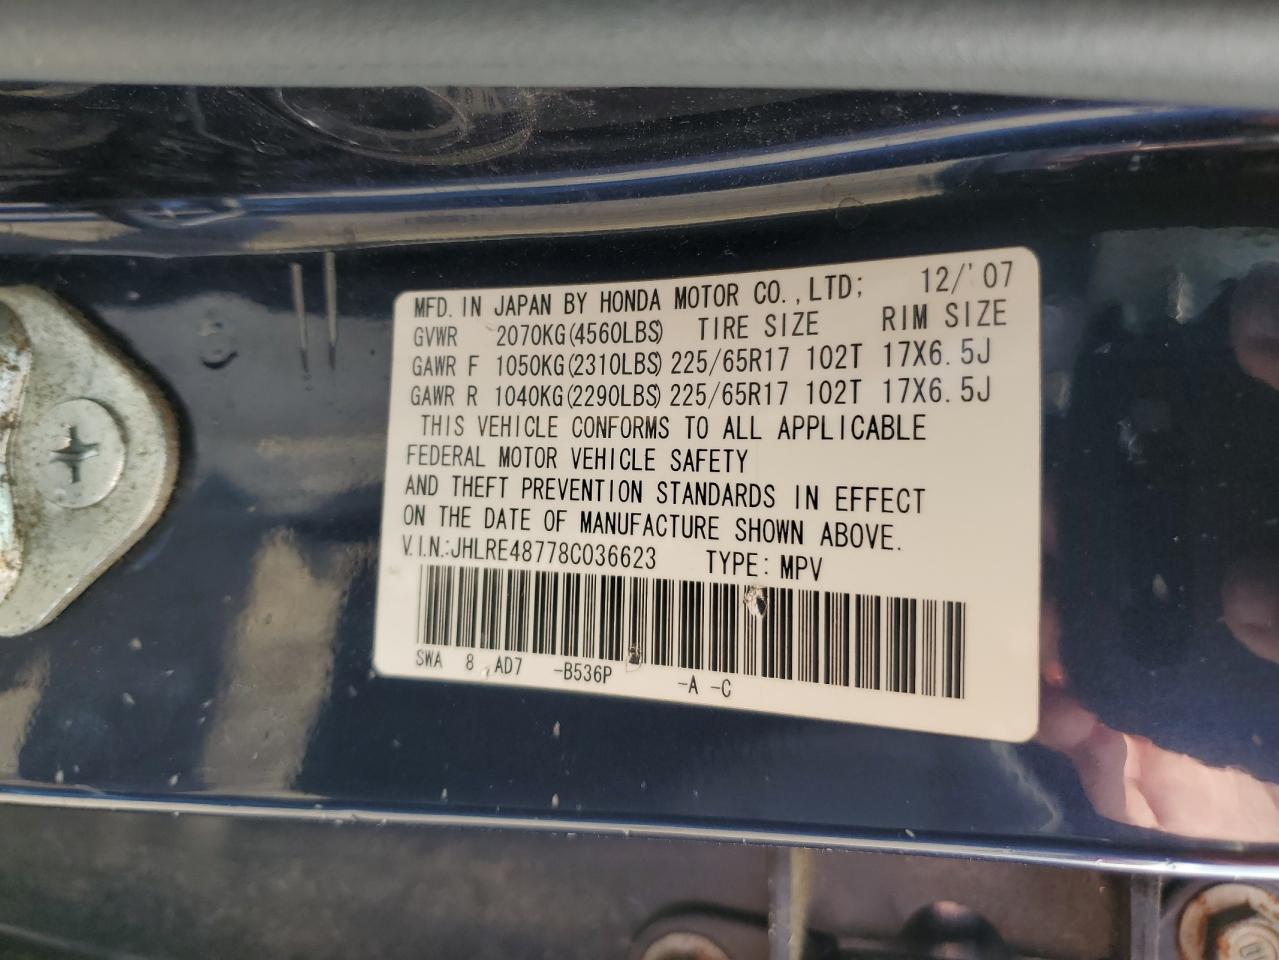 MFD. IN JAPAN BY HONDA MOTOR CO.,LTD; 12/'07
GVWR 2070KG(4560LBS) TIRE SIZE RIM SIZE
GAWR F 1050KG(2310LBS) 225/65R17 102T 17X6.5J
GAWR R 1040KG(2290LBS) 225/65R17 102T 17X6.5J
THIS VEHICLE CONFORMS TO ALL APPLICABLE
FEDERAL MOTOR VEHICLE SAFETY
AND THEFT PREVENTION STANDARDS IN EFFECT
ON THE DATE OF MANUFACTURE SHOWN ABOVE.
V.I.N.:JHLRE48778C036623 TYPE: MPV
SWA 8 AD7 -B536P -A -C